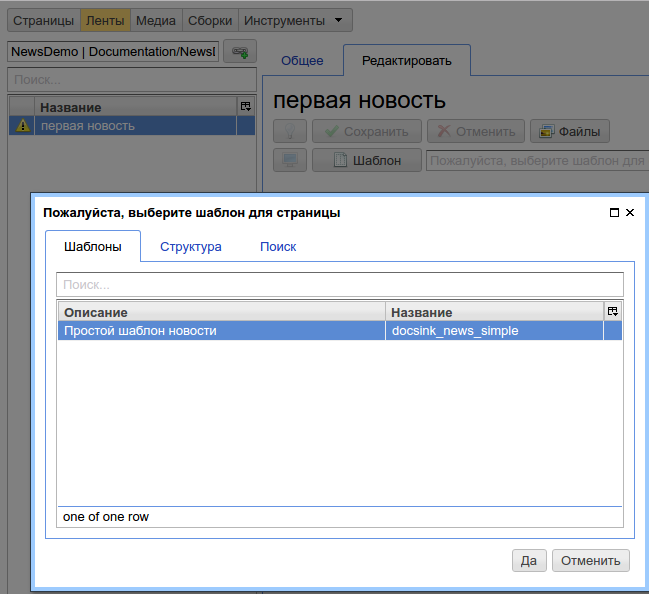 Страницы Ленты Медиа Сборки Инструменты
NewsDemo | Documentation/News
Общее Редактировать
Поиск...
Название
первая новость
первая новость
Сохранить Отменить Файлы
Шаблон Пожалуйста, выберите шаблон для
Пожалуйста, выберите шаблон для страницы
Шаблоны Структура Поиск
Поиск...
Описание Название
Простой шаблон новости docsink_news_simple
one of one row
Да Отменить